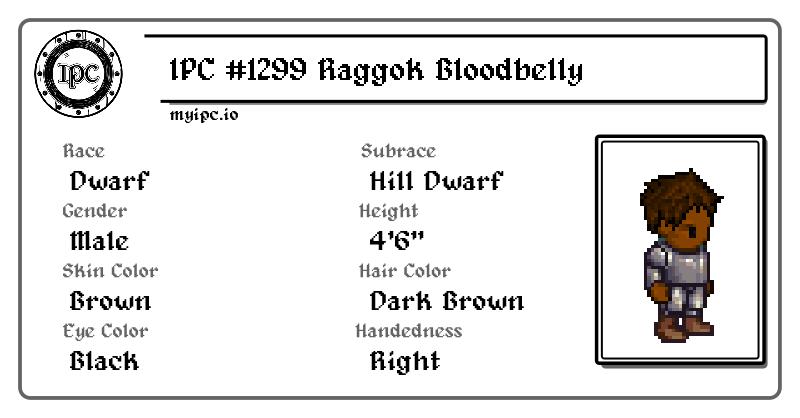 IPC
IPC #1299 Raggok Bloodbelly
myipc.io
Race
Dwarf
Subrace
Hill Dwarf
Gender
Male
Height
4'6"
Skin Color
Brown
Hair Color
Dark Brown
Eye Color
Black
Handedness
Right